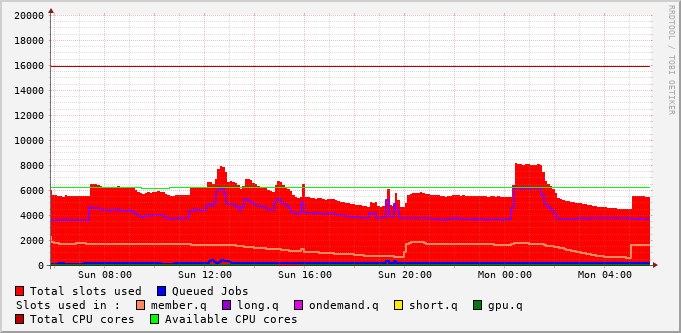 20000
18000
16000
14000
12000
10000
8000
6000
4000
2000
0
Sun 08:00 Sun 12:00 Sun 16:00 Sun 20:00 Mon 00:00 Mon 04:00
RRDTOOL / TOBI OETIKER
Total slots used Queued Jobs
Slots used in : member.q long.q ondemand.q short.q gpu.q
Total CPU cores Available CPU cores